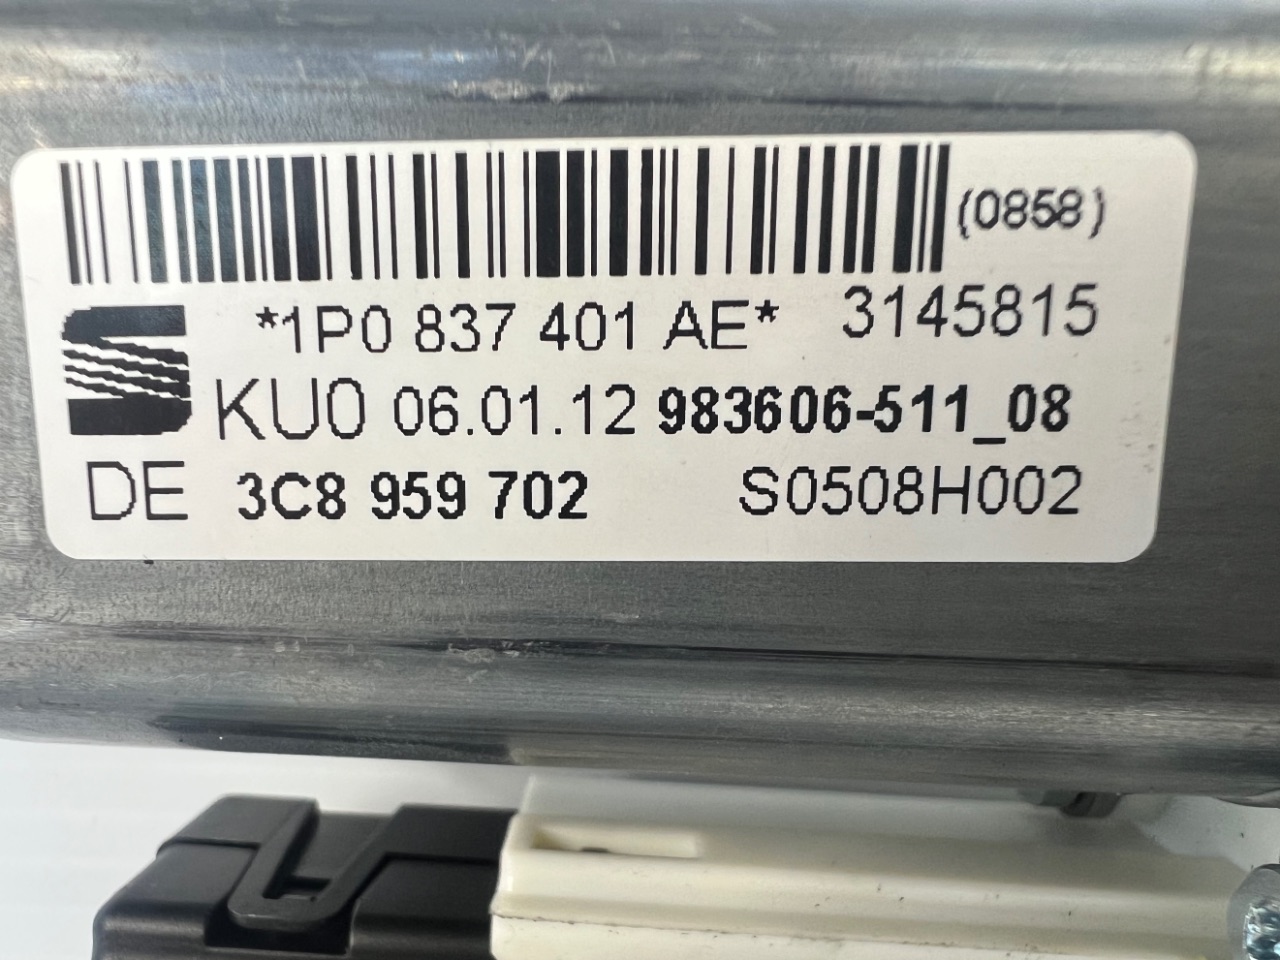 (0858)
*1P0 837 401 AE* 3145815
KU0 06.01.12 983606-511_08
DE 3C8 959 702 S0508H002